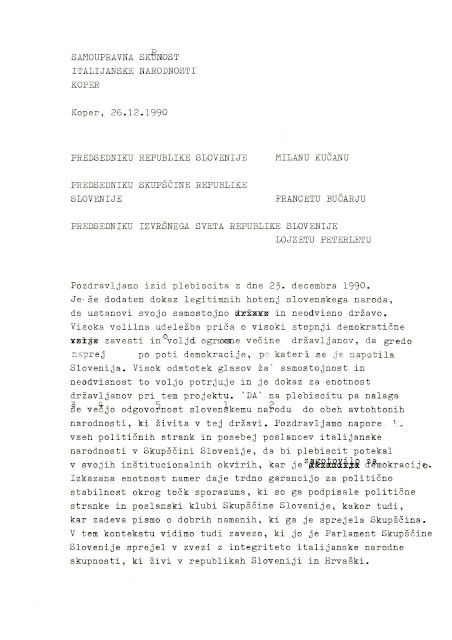 SAMOUPRAVNA SKUPNOST
ITALIJANSKE NARODNOSTI
KOPER
Koper, 26.12.1990
PREDSEDNIKU REPUBLIKE SLOVENIJE MILANU KUČANU
PREDSEDNIKU SKUPŠČINE REPUBLIKE
SLOVENIJE FRANCETU BUČARJU
PREDSEDNIKU IZVRŠNEGA SVETA REPUBLIKE SLOVENIJE
LOJZETU PETERLETU
Pozdravljamo izid plebiscita z dne 23. decembra 1990.
Je še dodaten dokaz legitimnih hotenj slovenskega naroda,
da ustanovi svojo samostojno in neodvisno državo.
Visoka volilna udeležba priča o visoki stopnji demokratične
zavesti in volji ogromne večine državljanov, da gredo
naprej po poti demokracije, po kateri se je napotila
Slovenija. Visok odstotek glasov za samostojnost in
neodvisnost to voljo potrjuje in je dokaz za enotnost
državljanov pri tem projektu. 'DA' na plebiscitu pa nalaga
3 4 5 1 2
še večjo odgovornost slovenskemu narodu do obeh avtohtonih
narodnosti, ki živita v tej državi. Pozdravljamo napore
vseh političnih strank in posebej poslancev italijanske
narodnosti v Skupščini Slovenije, da bi plebiscit potekal
v svojih inštitucionalnih okvirih, kar je zagotovilo za demokracijo.
Izkazana enotnost namer daje trdno garancijo za politično
stabilnost okrog točk sporazuma, ki so ga podpisale politične
stranke in poslanski klubi Skupščine Slovenije, kakor tudi,
kar zadeva pismo o dobrih namenih, ki ga je sprejela Skupščina.
V tem kontekstu vidimo tudi zavezo, ki jo je Parlament Skupščine
Slovenije sprejel v zvezi z integriteto italijanske narodne
skupnosti, ki živi v republikah Sloveniji in Hrvaški.